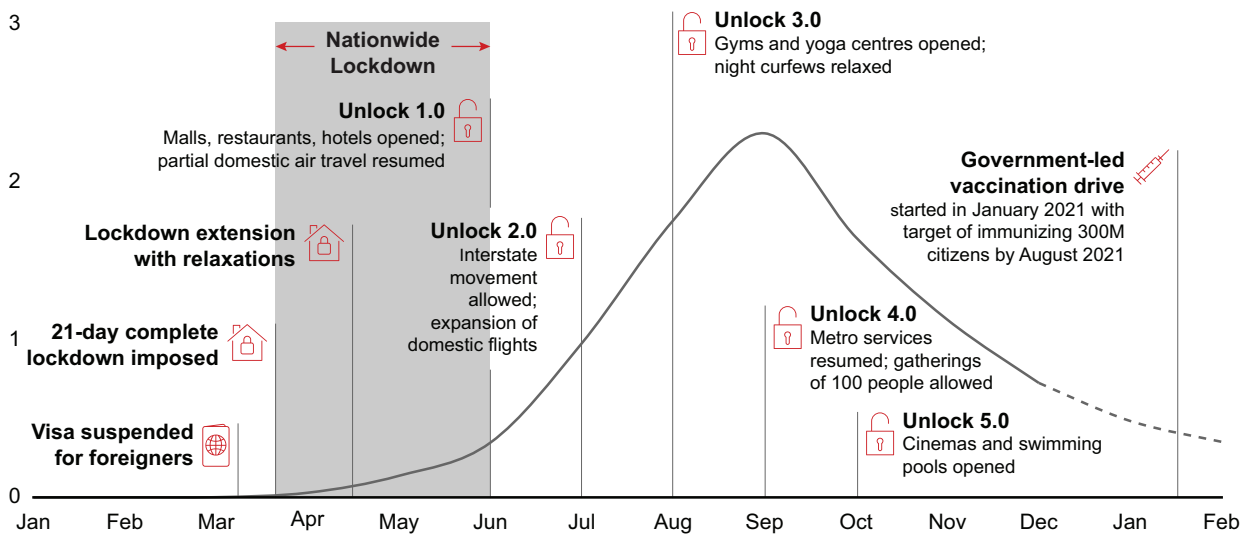 3
2
1
0
Nationwide
Lockdown
Unlock 3.0
Gyms and yoga centres opened;
night curfews relaxed
Unlock 1.0
Malls, restaurants, hotels opened;
partial domestic air travel resumed
Government-led
vaccination drive
started in January 2021 with
target of immunizing 300M
citizens by August 2021
Lockdown extension
with relaxations
Unlock 2.0
Interstate
movement
allowed;
expansion of
domestic flights
21-day complete
lockdown imposed
Unlock 4.0
Metro services
resumed; gatherings
of 100 people allowed
Visa suspended
for foreigners
Unlock 5.0
Cinemas and swimming
pools opened
Jan Feb Mar Apr May Jun Jul Aug Sep Oct Nov Dec Jan Feb